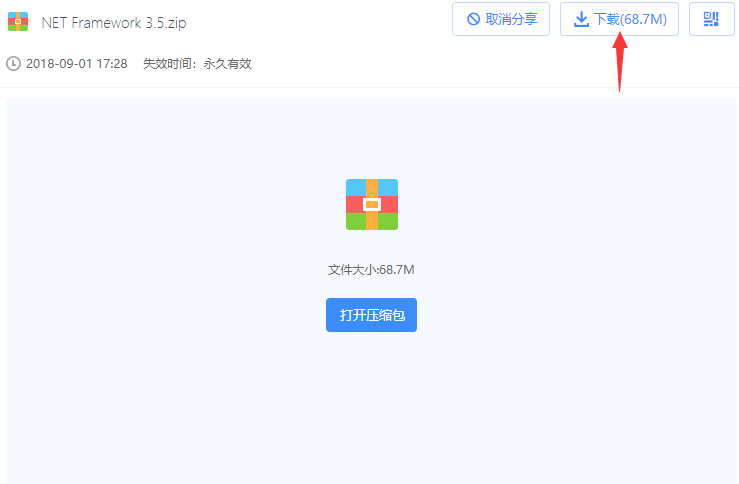 NET Framework 3.5.zip
取消分享
下载(68.7M)
2018-09-01 17:28 失效时间：永久有效
文件大小:68.7M
打开压缩包